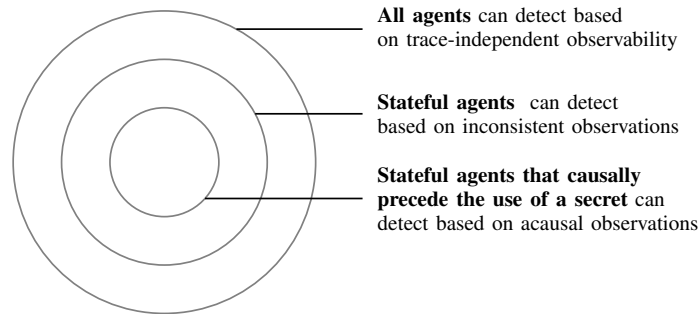 All agents can detect based
on trace-independent observability
Stateful agents can detect
based on inconsistent observations
Stateful agents that causally
precede the use of a secret can
detect based on acausal observations